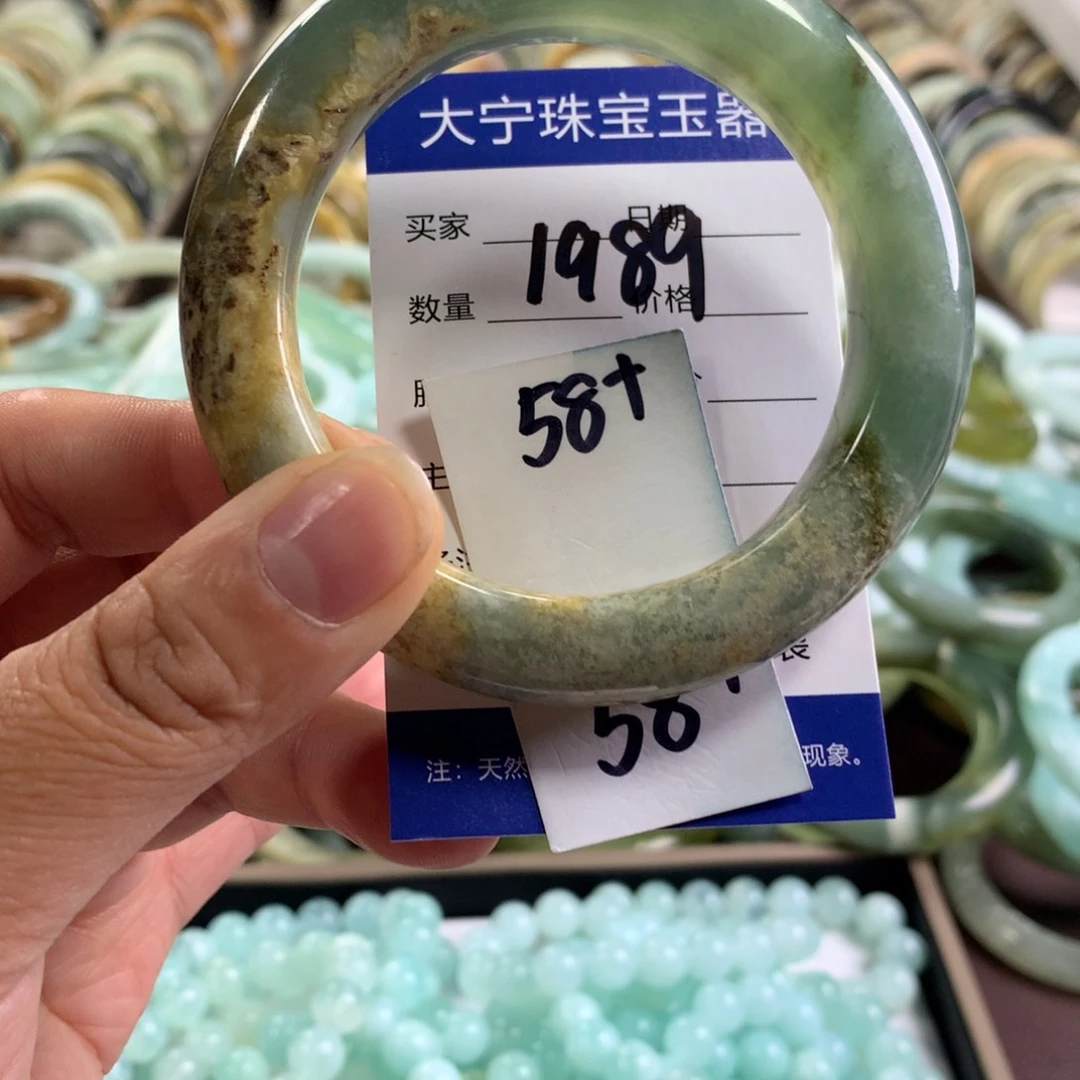 大宁珠宝玉器
买家 日期
1989
数量 价格
58+
主
58
注：天然 现象。